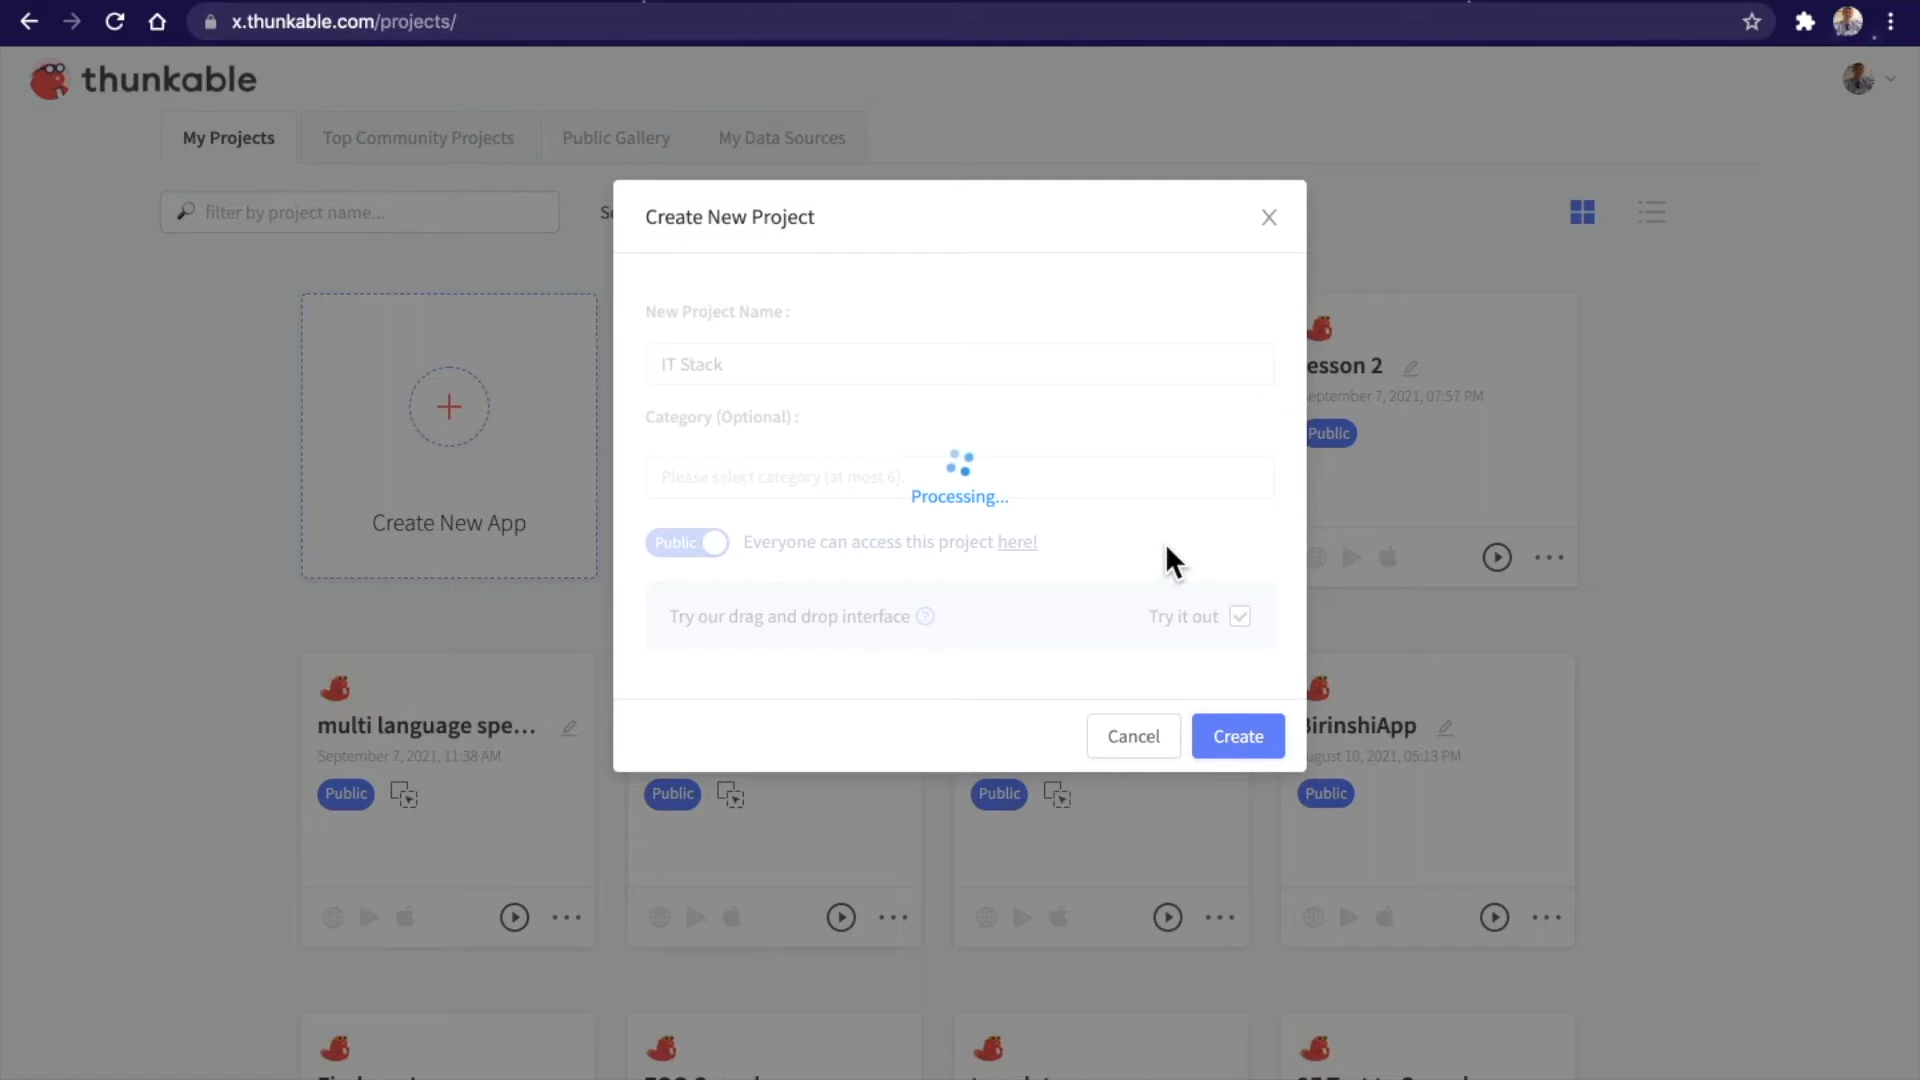 x.thunkable.com/projects/
thunkable
My Projects
Top Community Projects
Public Gallery
My Data Sources
filter by project name...
Create New Project
New Project Name :
IT Stack
Category (Optional) :
Please select category (at most 6).
Processing...
Public
Everyone can access this project here!
Try our drag and drop interface
Try it out
Cancel
Create
Create New App
esson 2
eptember 7, 2021, 07:57 PM
Public
multi language spe...
September 7, 2021, 11:38 AM
Public
Public
Public
BirinshiApp
ugust 10, 2021, 05:13 PM
Public